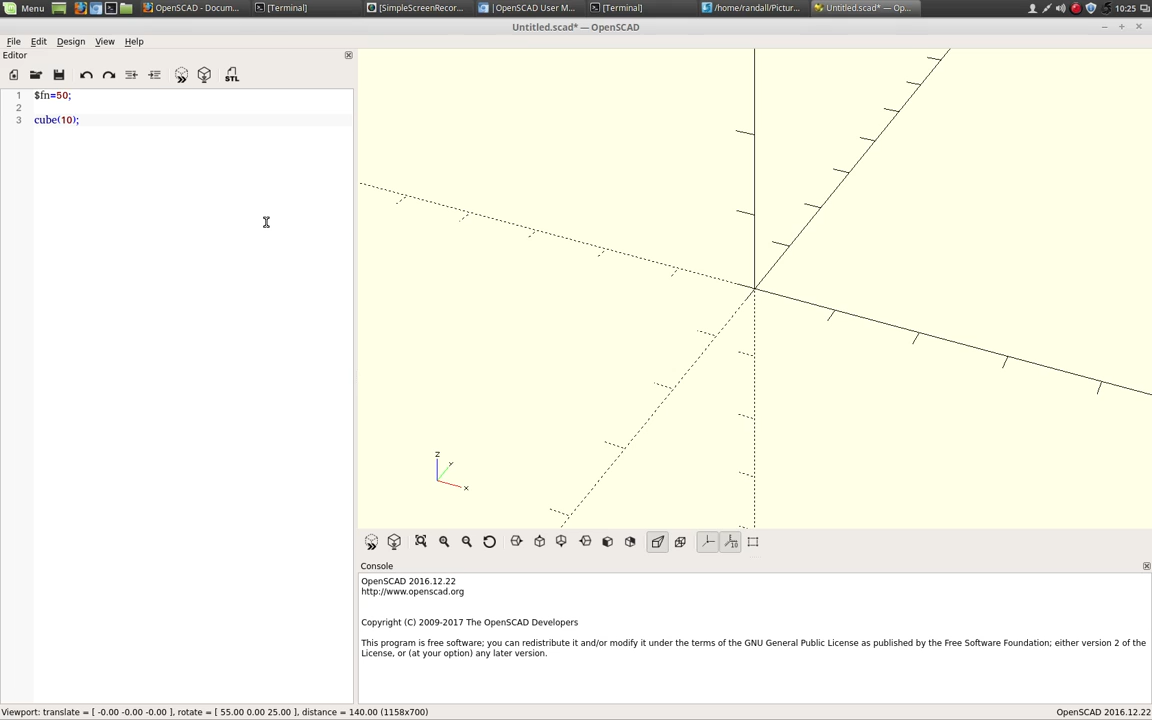 Menu
OpenSCAD - Docum...
[Terminal]
[SimpleScreenRecor...
| OpenSCAD User M...
[Terminal]
/home/randall/Pictur...
Untitled.scad* — Op...
10:25
Untitled.scad* — OpenSCAD
File Edit Design View Help
Editor
STL
1 $fn=50;
2
3 cube(10);
Z
Y
X
10
Console
OpenSCAD 2016.12.22
http://www.openscad.org
Copyright (C) 2009-2017 The OpenSCAD Developers
This program is free software; you can redistribute it and/or modify it under the terms of the GNU General Public License as published by the Free Software Foundation; either version 2 of the
License, or (at your option) any later version.
Viewport: translate = [ -0.00 -0.00 -0.00 ], rotate = [ 55.00 0.00 25.00 ], distance = 140.00 (1158x700)
OpenSCAD 2016.12.22